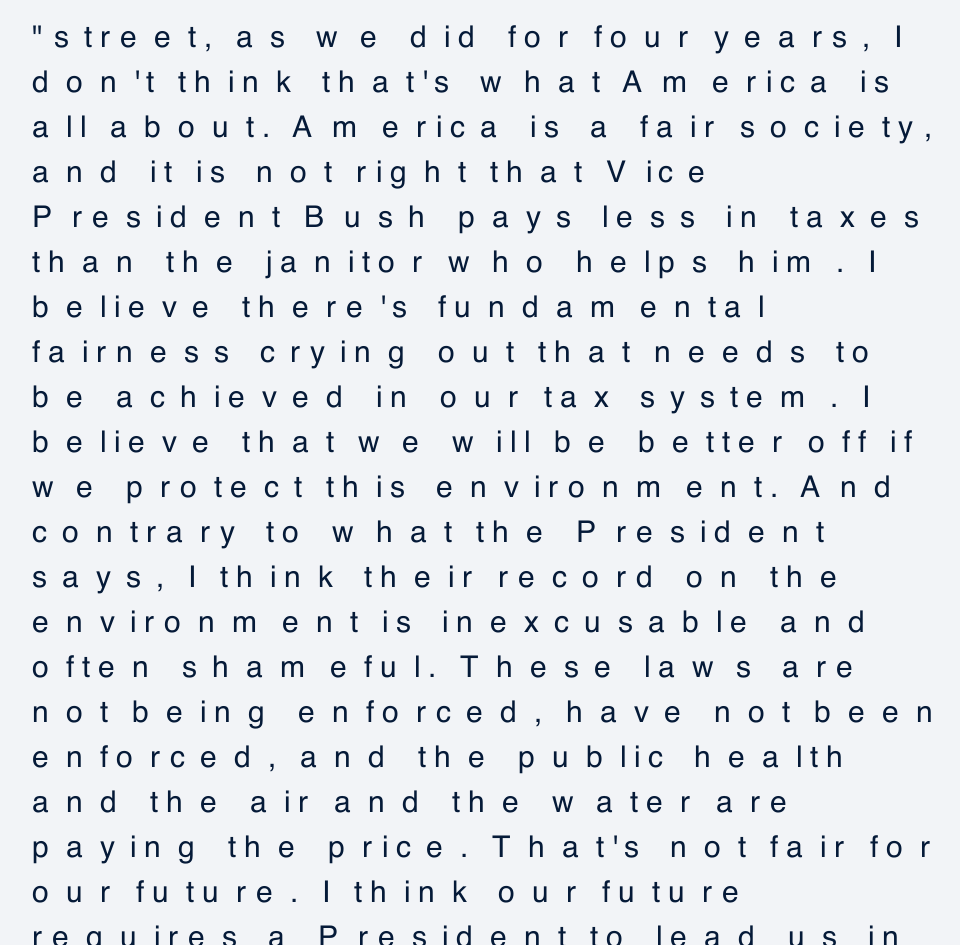 "street, as we did for four years, I
don't think that's what America is
all about. America is a fair society,
and it is not right that Vice
President Bush pays less in taxes
than the janitor who helps him. I
believe there's fundamental
fairness crying out that needs to
be achieved in our tax system. I
believe that we will be better off if
we protect this environment. And
contrary to what the President
says, I think their record on the
environment is inexcusable and
often shameful. These laws are
not being enforced, have not been
enforced, and the public health
and the air and the water are
paying the price. That's not fair for
our future. I think our future
requires a President to lead us in